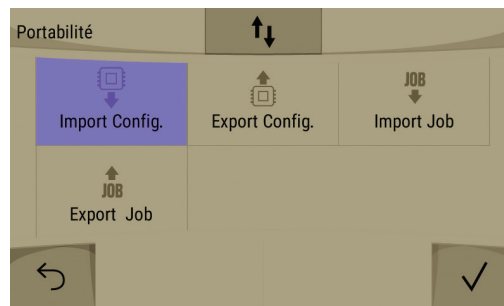 Portabilité
Import Config.
Export Config.
JOB
Import Job
JOB
Export Job